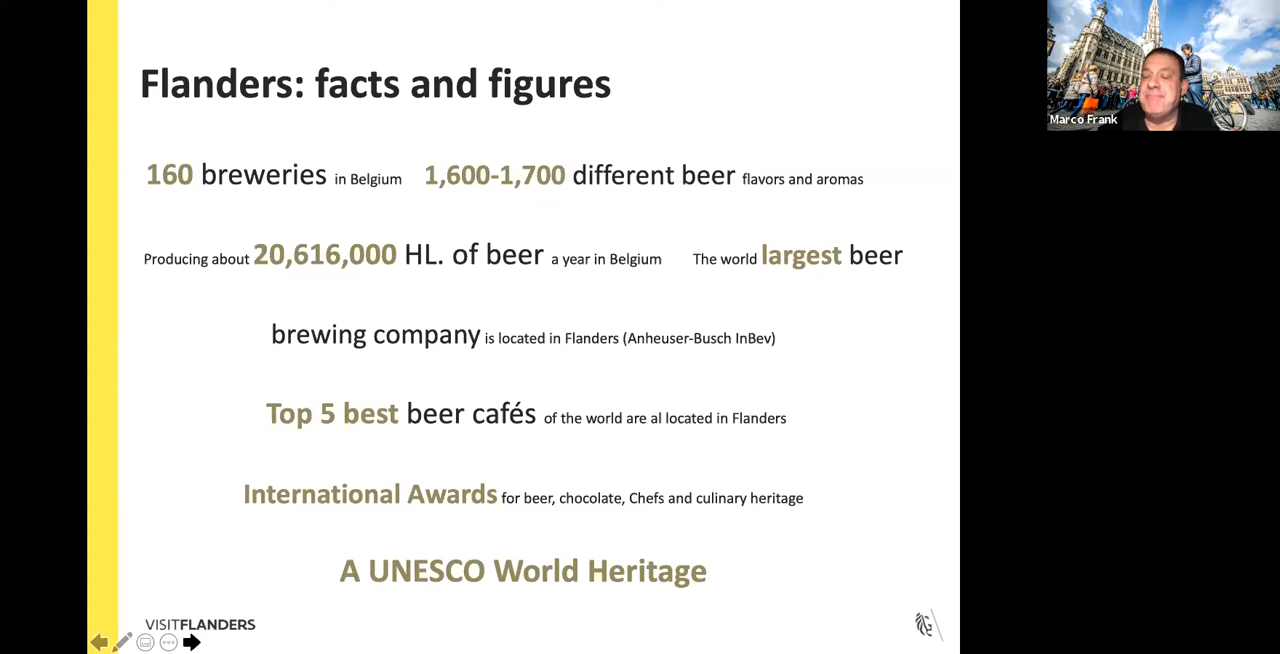 Flanders: facts and figures
Marco Frank
160 breweries in Belgium 1,600-1,700 different beer flavors and aromas
Producing about 20,616,000 HL. of beer a year in Belgium The world largest beer
brewing company is located in Flanders (Anheuser-Busch InBev)
Top 5 best beer cafés of the world are al located in Flanders
International Awards for beer, chocolate, Chefs and culinary heritage
A UNESCO World Heritage
VISITFLANDERS